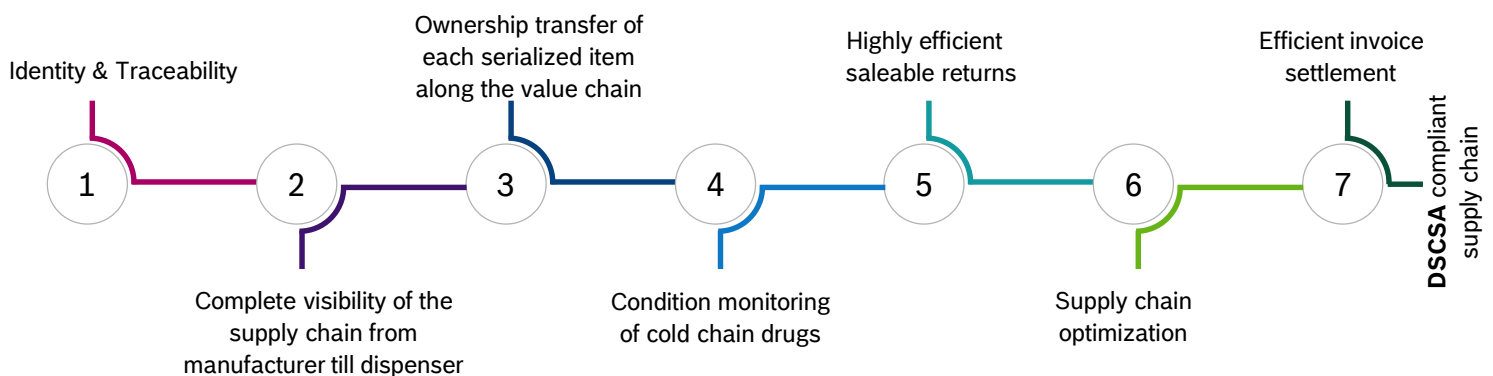 Identity & Traceability
1
Complete visibility of the
supply chain from
manufacturer till dispenser
2
Ownership transfer of
each serialized item
along the value chain
3
Condition monitoring
of cold chain drugs
4
Highly efficient
saleable returns
5
Supply chain
optimization
6
Efficient invoice
settlement
7
DSCSA compliant
supply chain